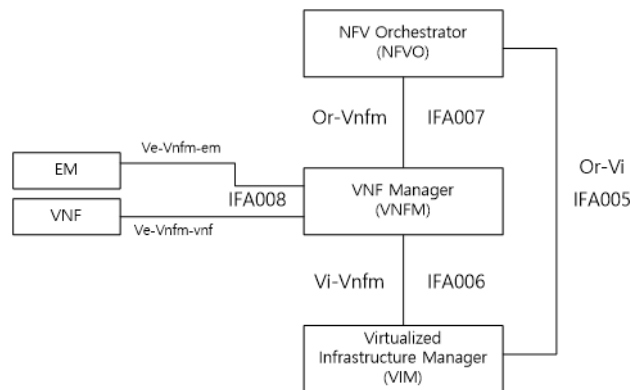 NFV Orchestrator
(NFVO)
Or-Vnfm
IFA007
Ve-Vnfm-em
EM
VNF
IFA008
Ve-Vnfm-vnf
VNF Manager
(VNFM)
Or-Vi
IFA005
Vi-Vnfm
IFA006
Virtualized
Infrastructure Manager
(VIM)